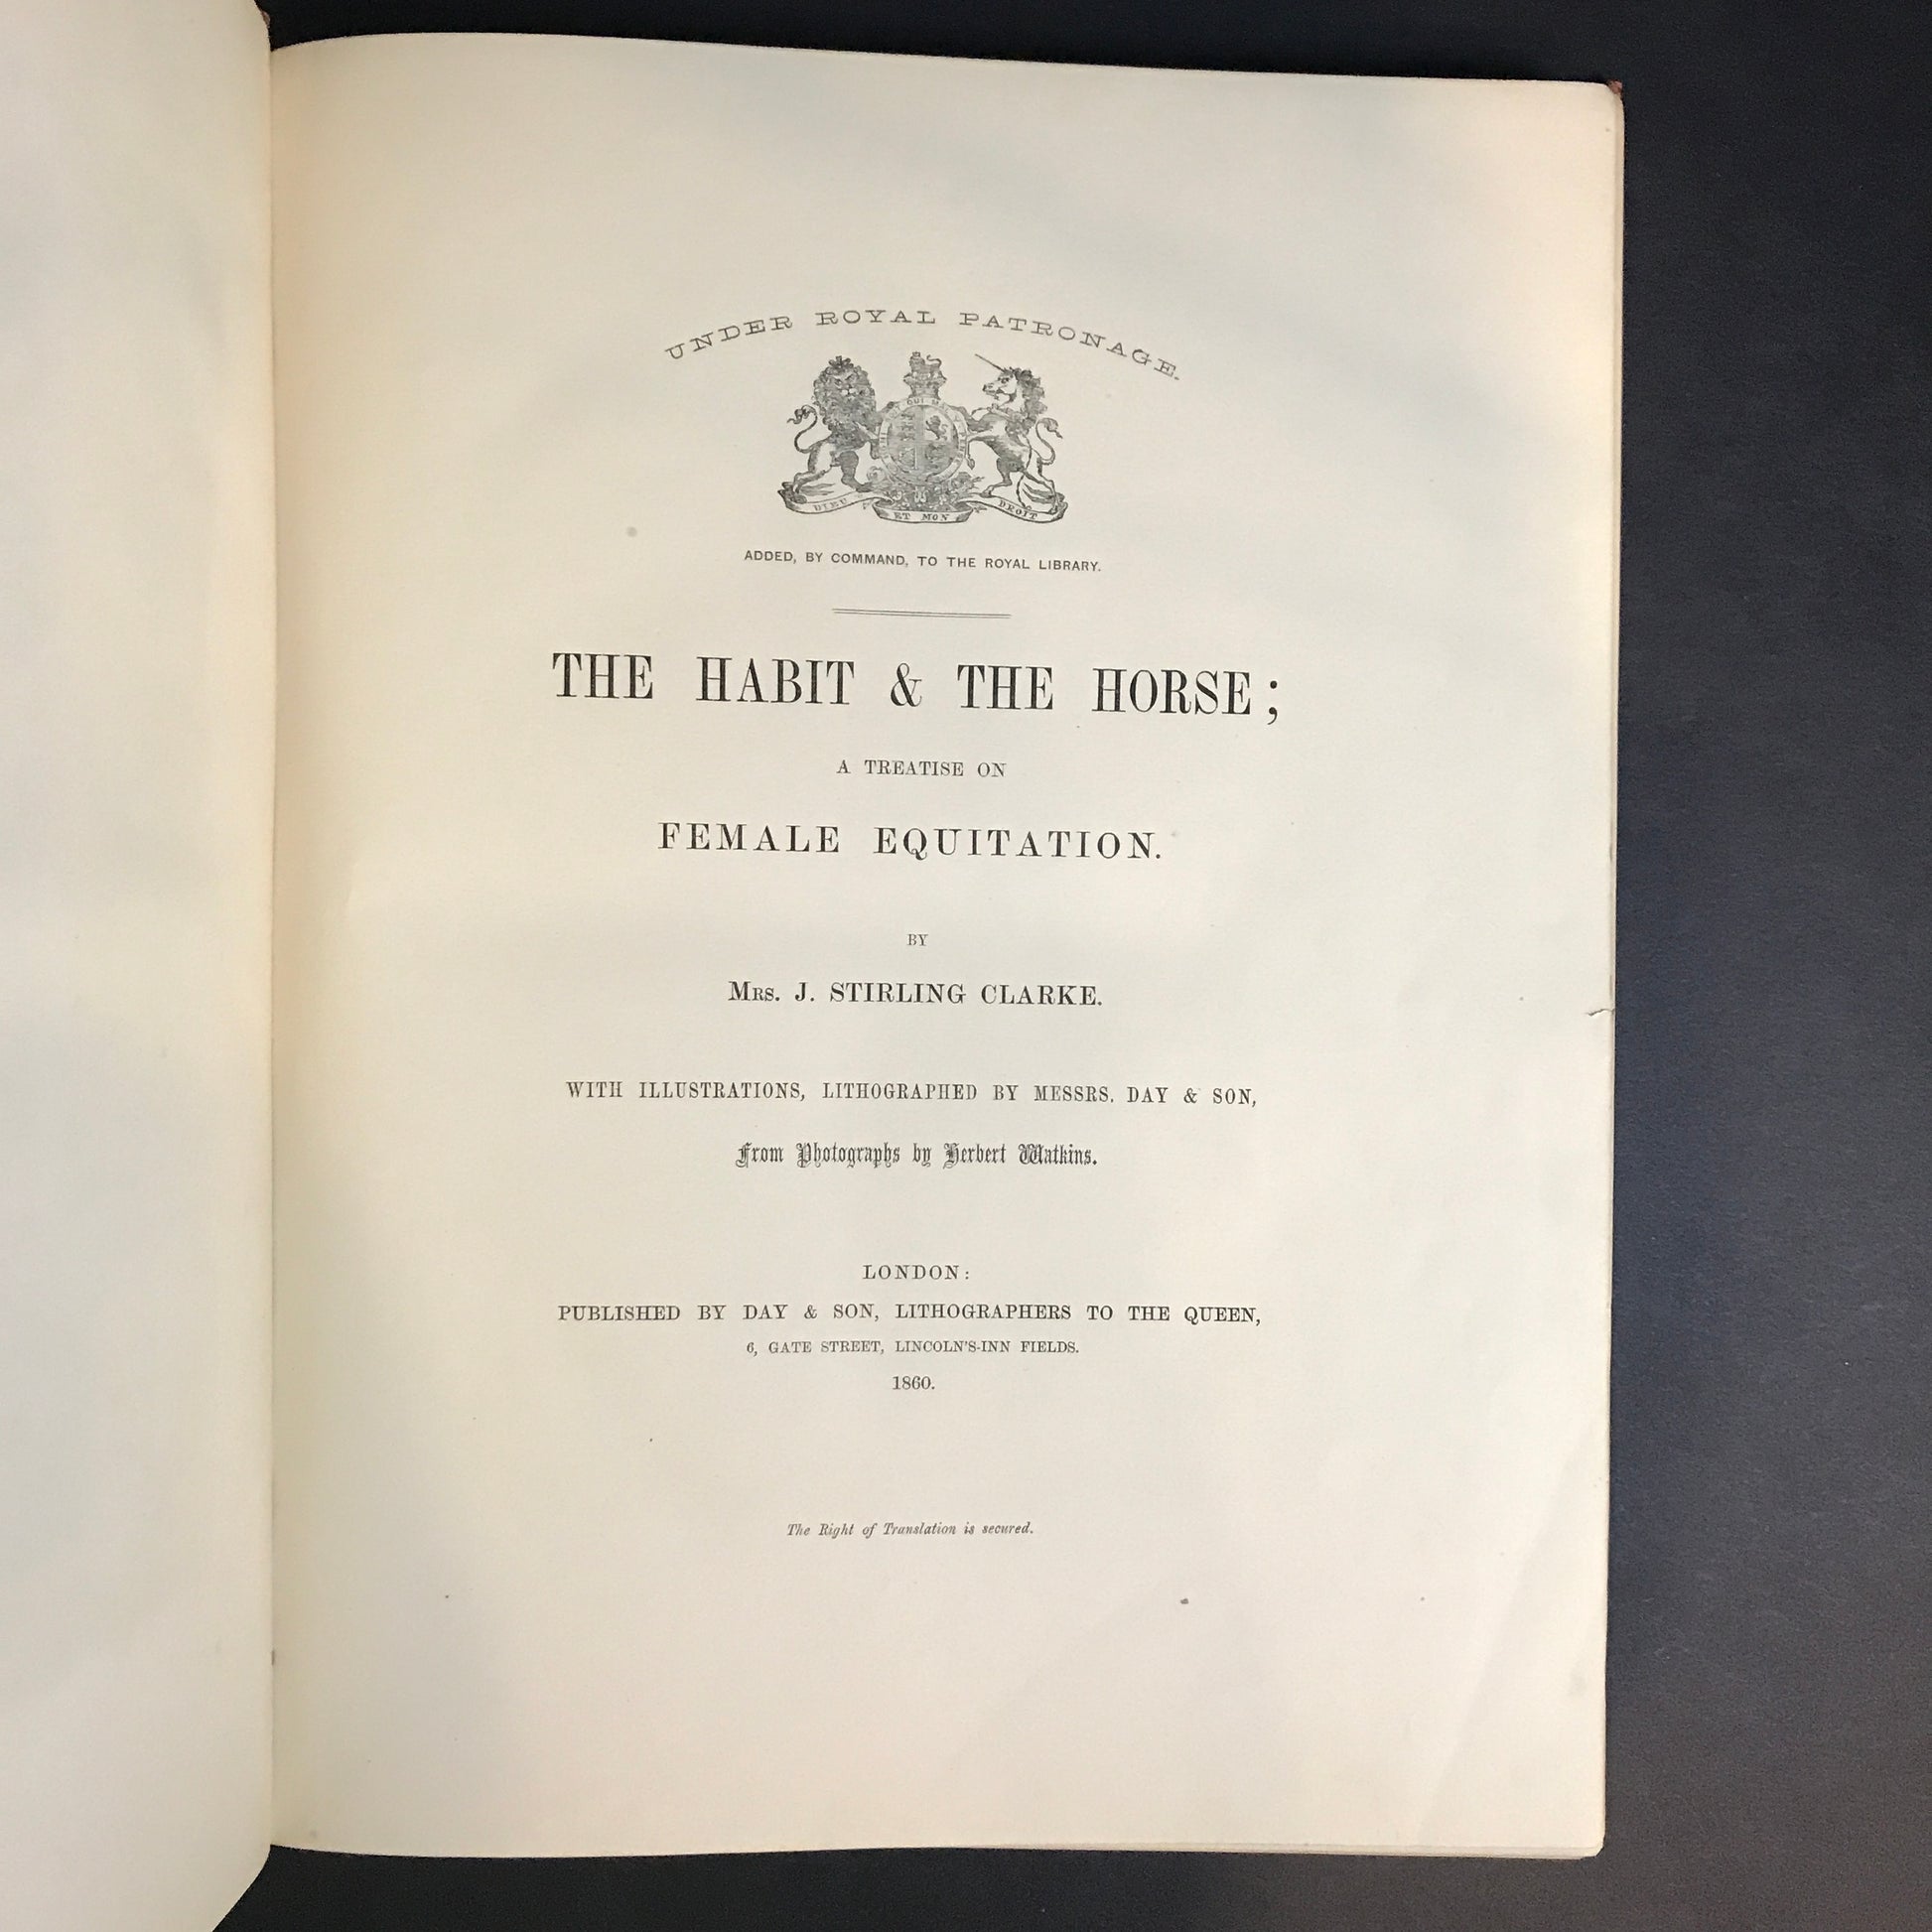 UNDER ROYAL PATRONAGE.
QUI MAL
DIEU ET MON DROIT
ADDED, BY COMMAND, TO THE ROYAL LIBRARY.
THE HABIT & THE HORSE;
A TREATISE ON
FEMALE EQUITATION.
BY
MRS. J. STIRLING CLARKE.
WITH ILLUSTRATIONS, LITHOGRAPHED BY MESSRS. DAY & SON,
From Photographs by Herbert Watkins.
LONDON:
PUBLISHED BY DAY & SON, LITHOGRAPHERS TO THE QUEEN,
6, GATE STREET, LINCOLN'S-INN FIELDS.
1860.
The Right of Translation is secured.